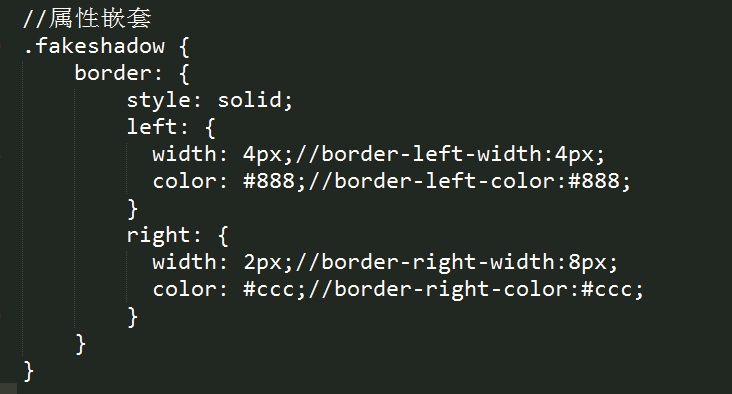 //属性嵌套
.fakeshadow {
    border: {
        style: solid;
        left: {
          width: 4px;//border-left-width:4px;
          color: #888;//border-left-color:#888;
        }
        right: {
          width: 2px;//border-right-width:8px;
          color: #ccc;//border-right-color:#ccc;
        }
    }
}